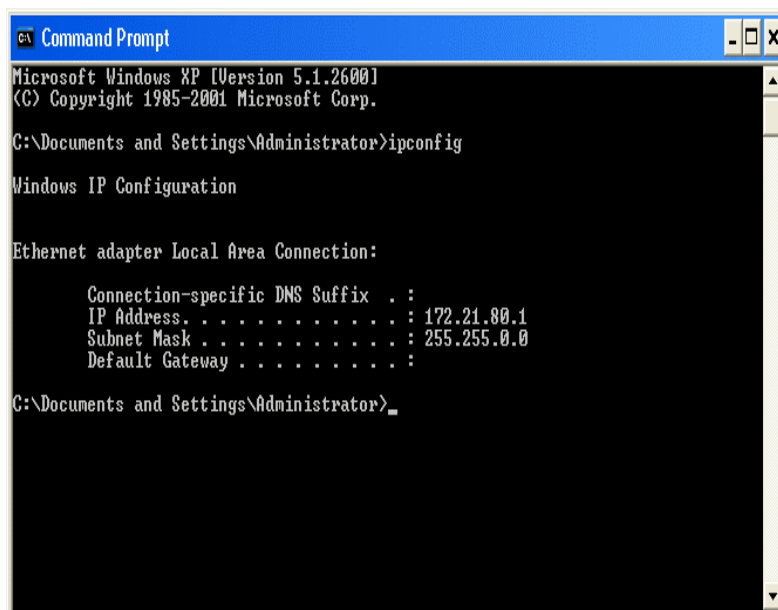 Command Prompt
Microsoft Windows XP [Version 5.1.2600]
(C) Copyright 1985-2001 Microsoft Corp.
C:\Documents and Settings\Administrator>ipconfig
Windows IP Configuration
Ethernet adapter Local Area Connection:
Connection-specific DNS Suffix . :
IP Address. . . . . . . . . . . . : 172.21.80.1
Subnet Mask . . . . . . . . . . . : 255.255.0.0
Default Gateway . . . . . . . . . :
C:\Documents and Settings\Administrator>_